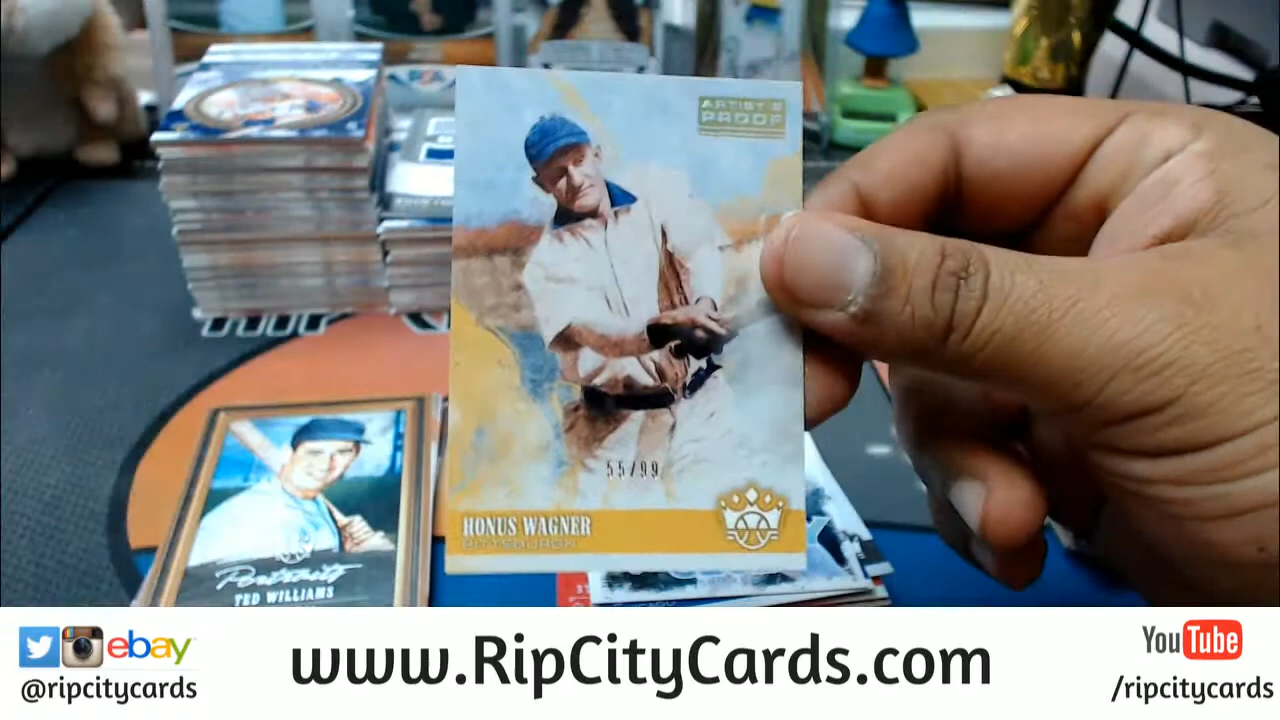 ARTIST'S
PROOF
55/99
HONUS WAGNER
PITTSBURGH
Portraits
TED WILLIAMS
ebay
@ripcitycards
www.RipCityCards.com
YouTube
/ripcitycards